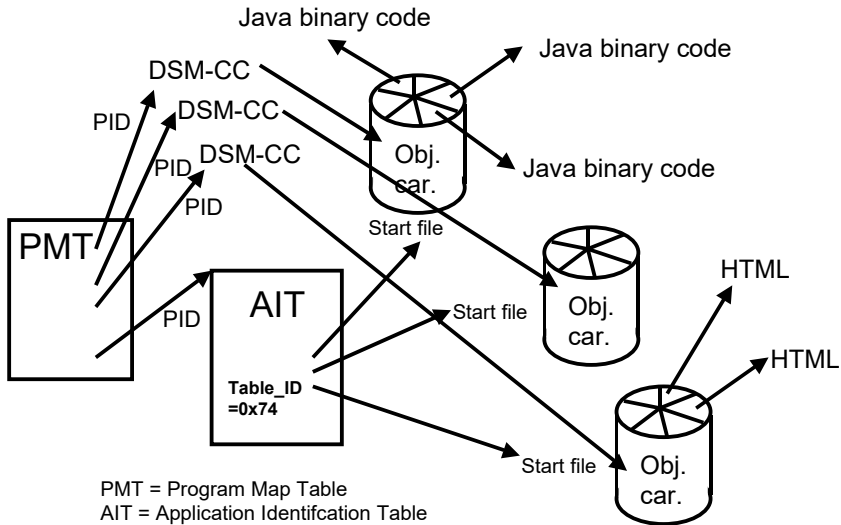 Java binary code
Java binary code
DSM-CC
DSM-CC
PID
DSM-CC
PID
Obj.
car.
Java binary code
PID
Start file
PMT
HTML
PID
AIT
Start file
Obj.
car.
HTML
Table_ID
=0x74
Start file
Obj.
car.
PMT = Program Map Table
AIT = Application Identifcation Table